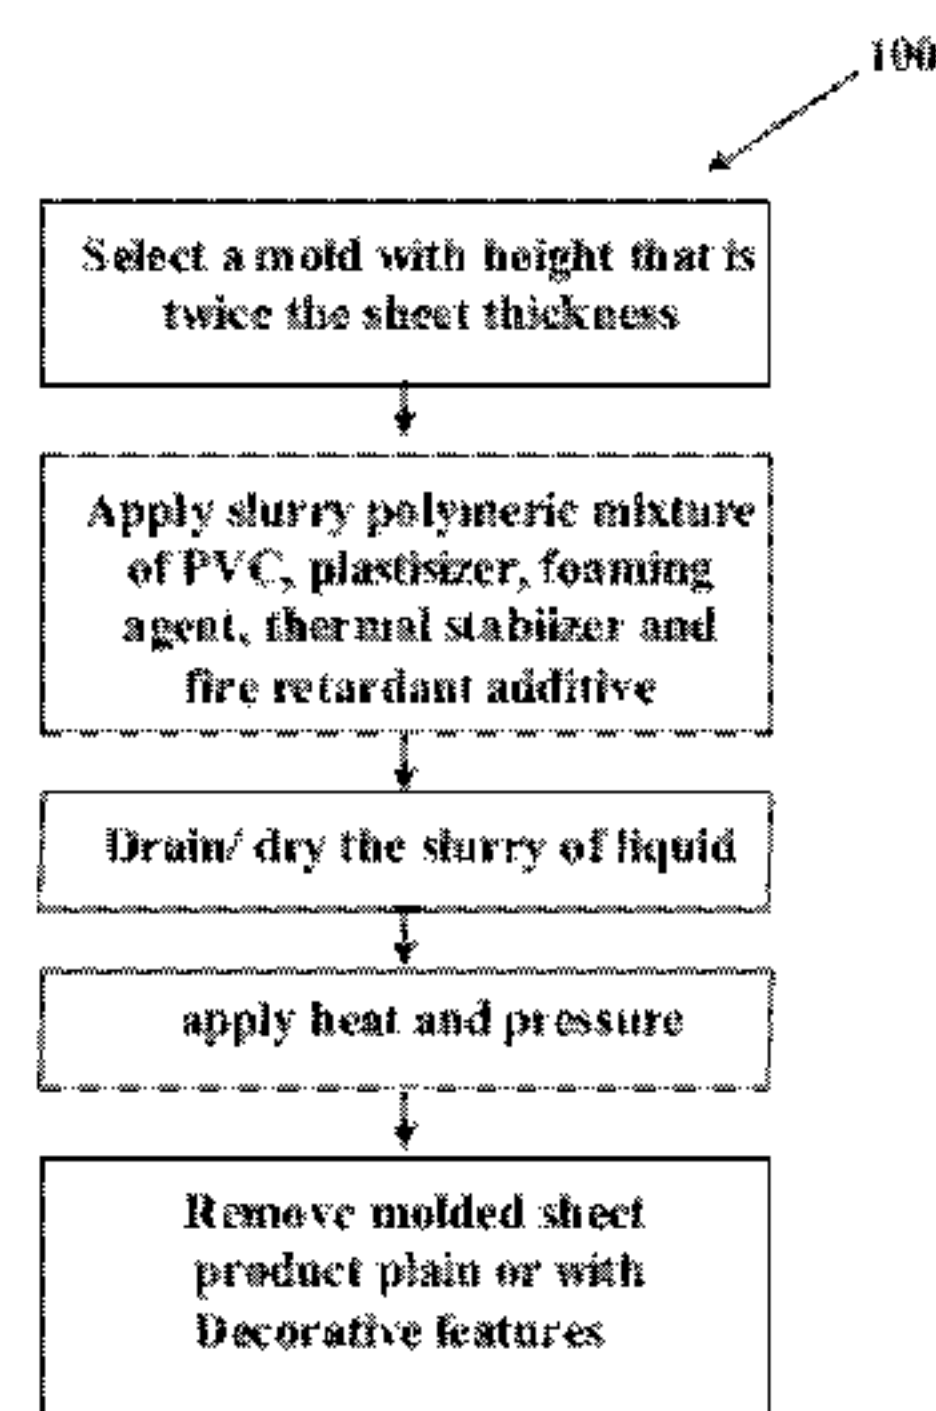 100
Select a mold with height that is
twice the sheet thickness
Apply slurry polymeric mixture
of PVC, plastisizer, foaming
agent, thermal stabiizer and
fire retardant additive
Drain/ dry the slurry of liquid
apply heat and pressure
Remove molded sheet
product plain or with
Decorative features